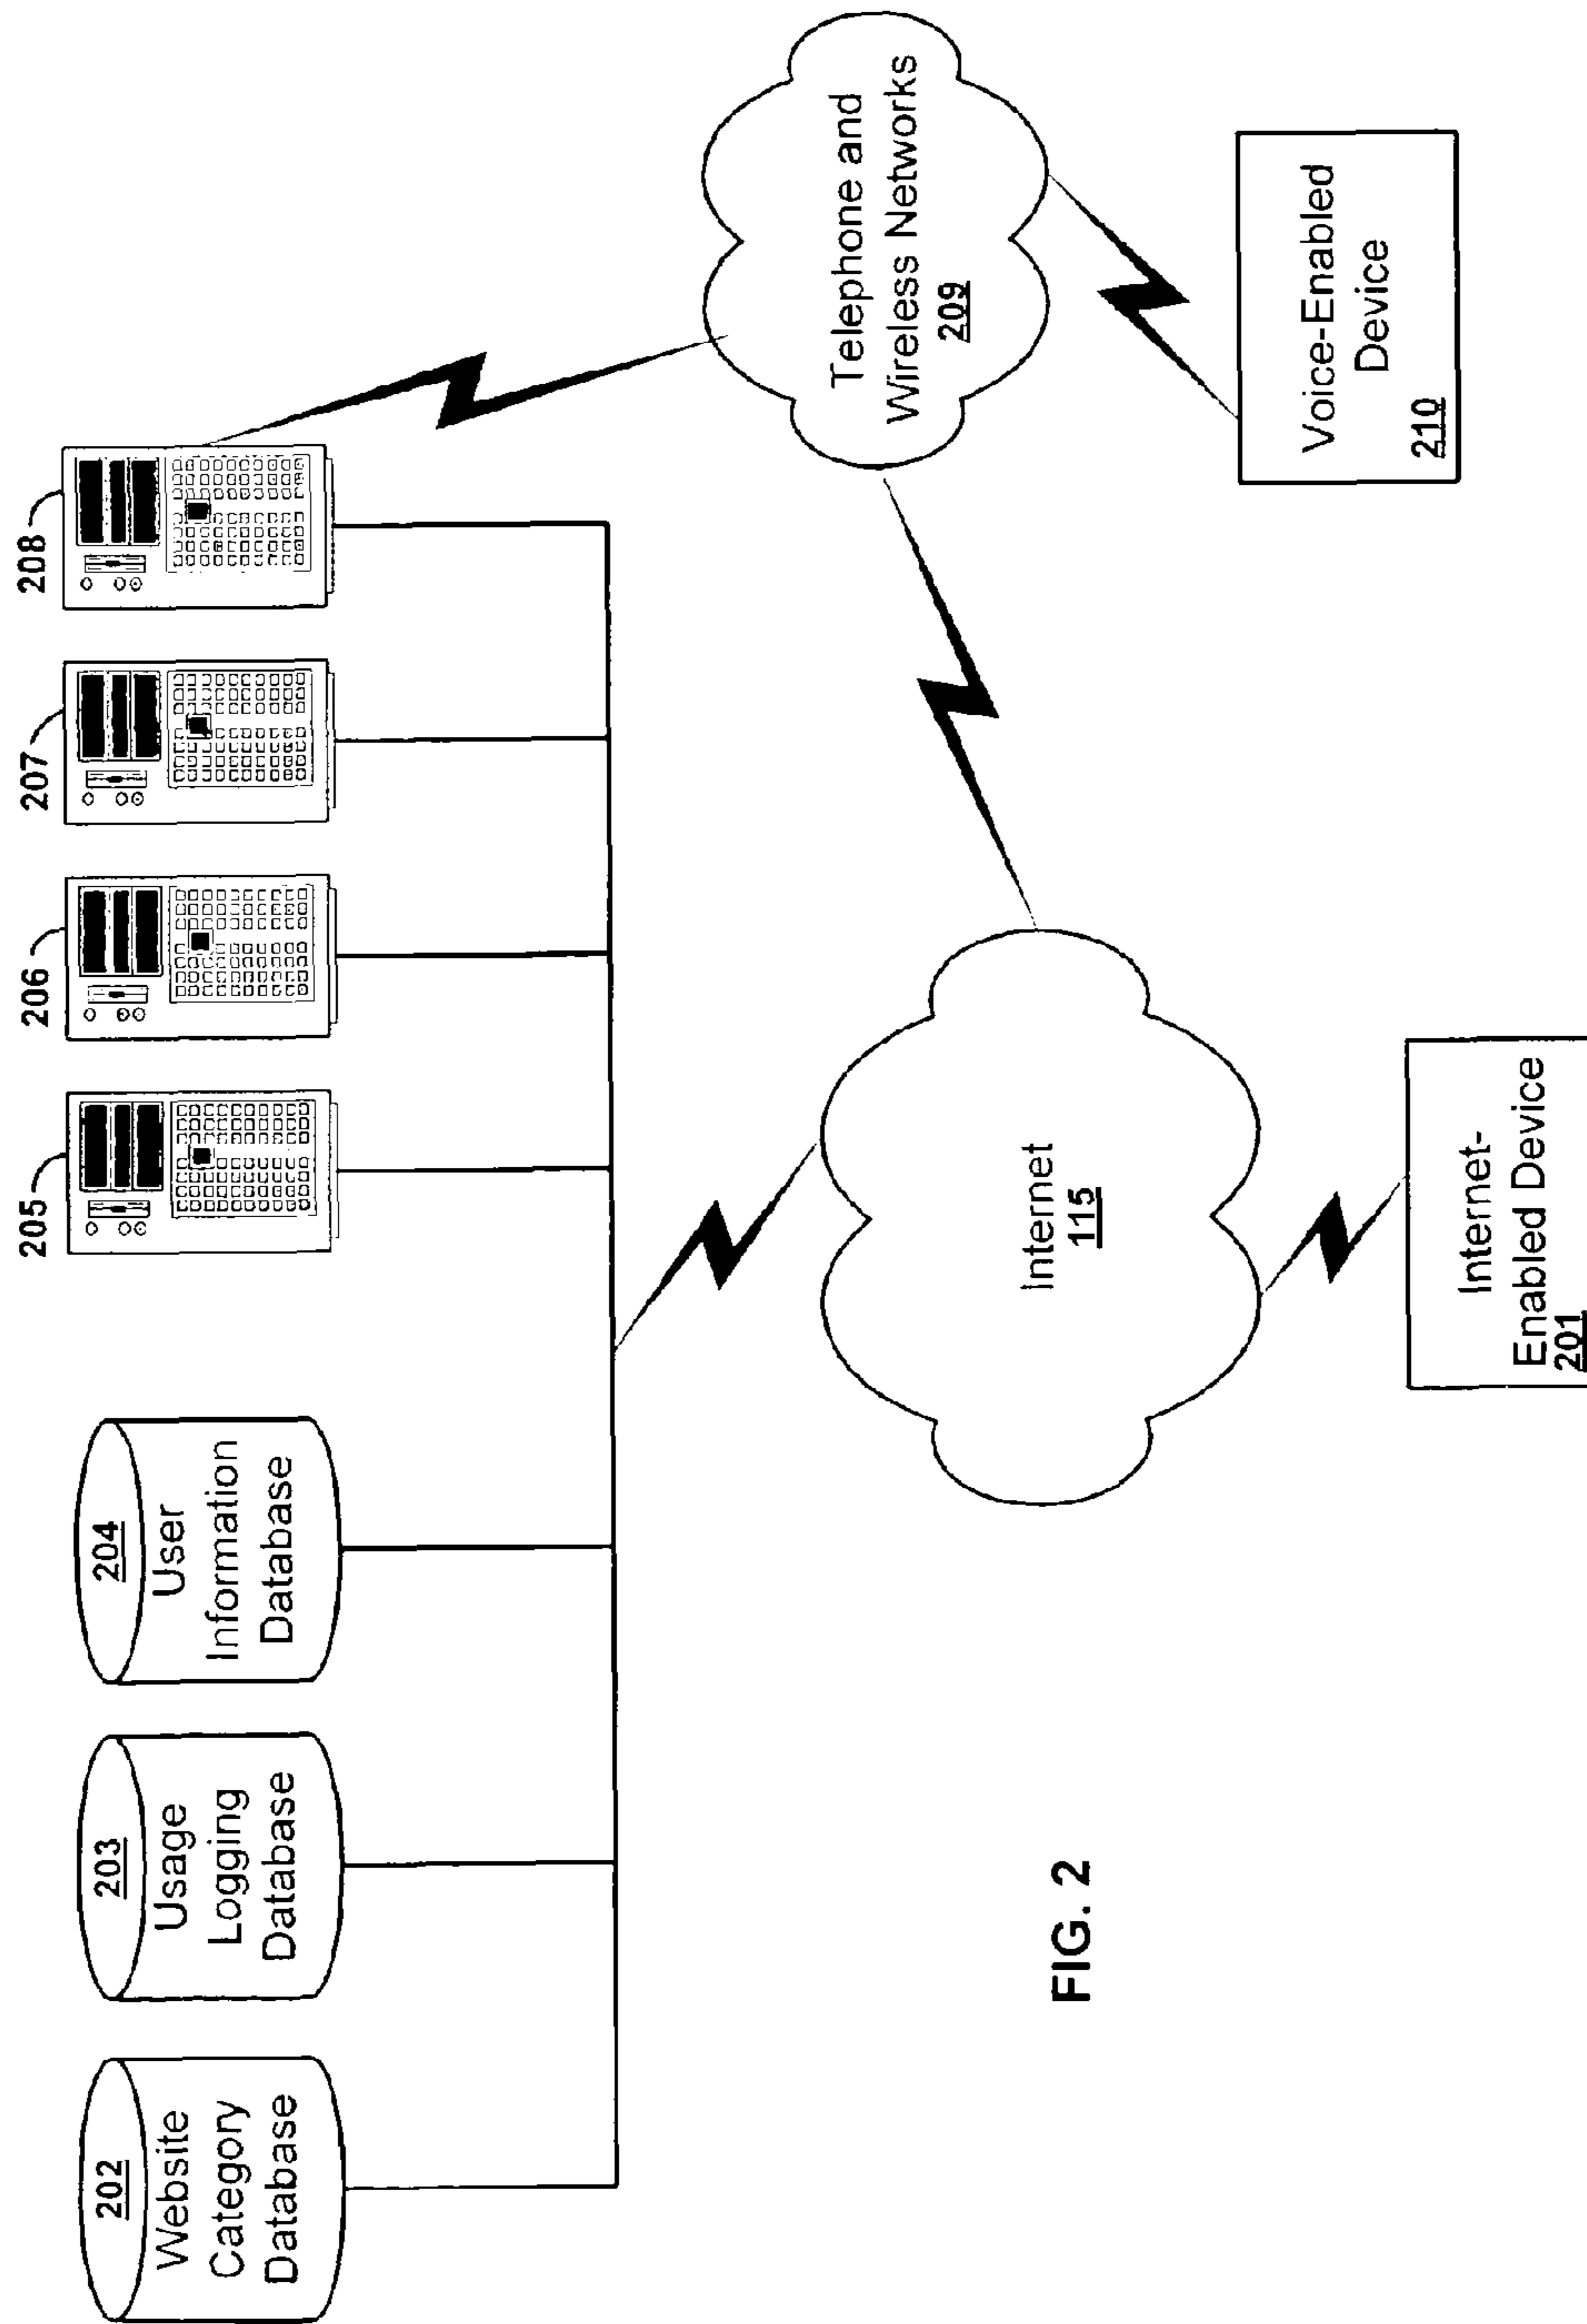 202
Website
Category
Database
203
Usage
Logging
Database
204
User
Information
Database
205
206
207
208
Internet
115
Telephone and
Wireless Networks
209
Internet-
Enabled Device
201
Voice-Enabled
Device
210
FIG. 2